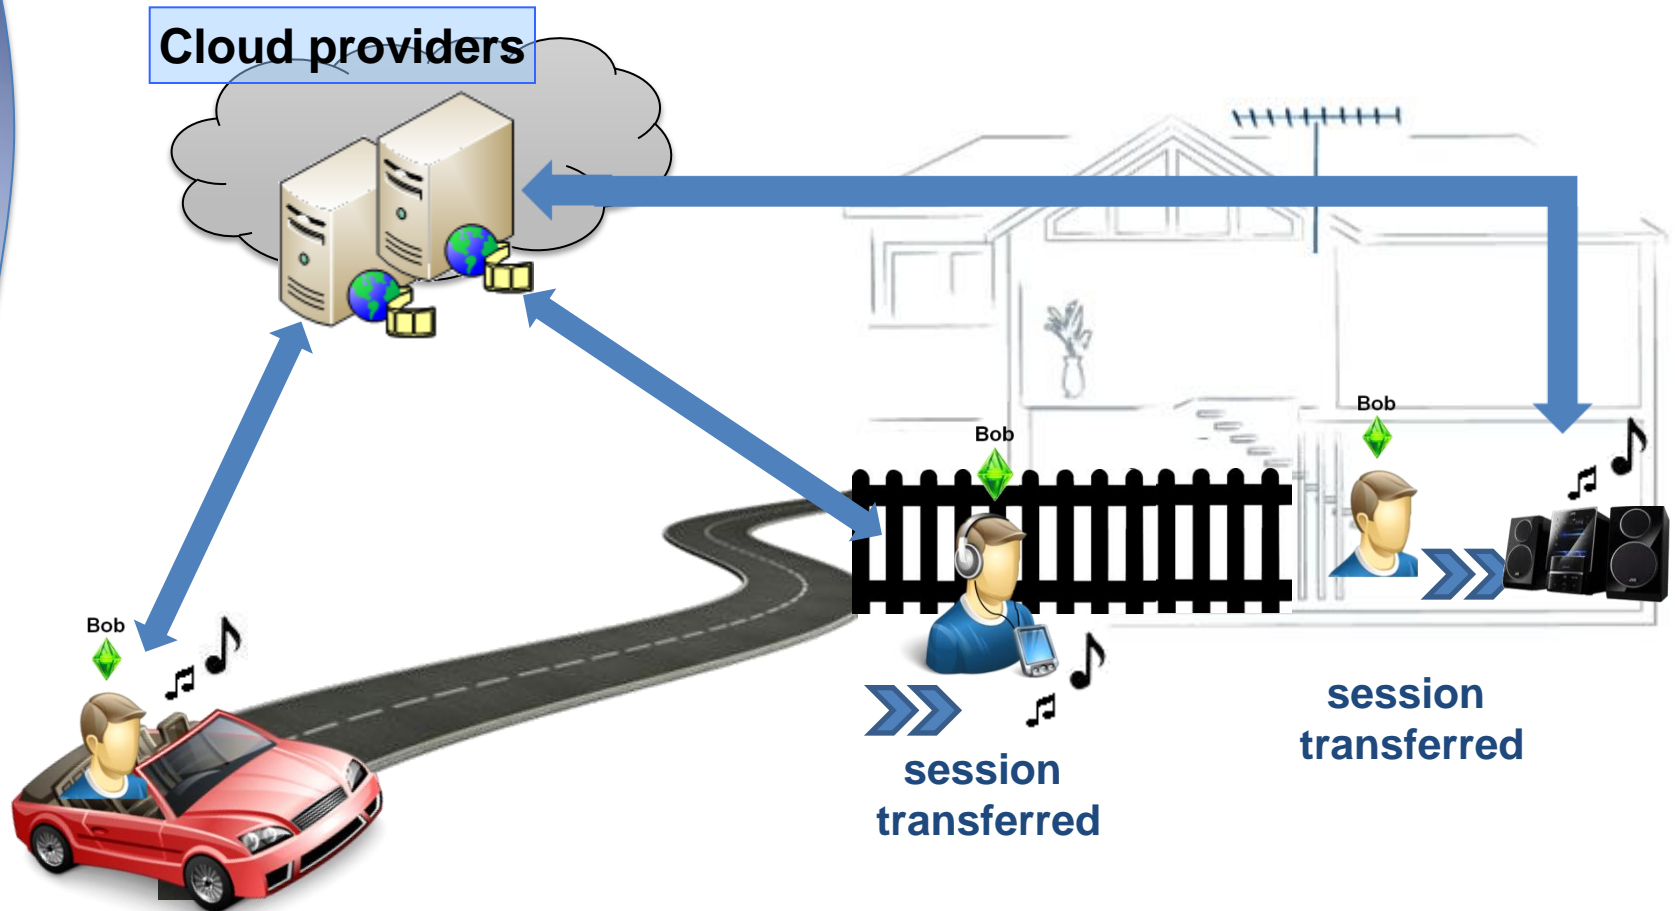 Cloud providers
Bob
Bob
Bob
session
transferred
session
transferred